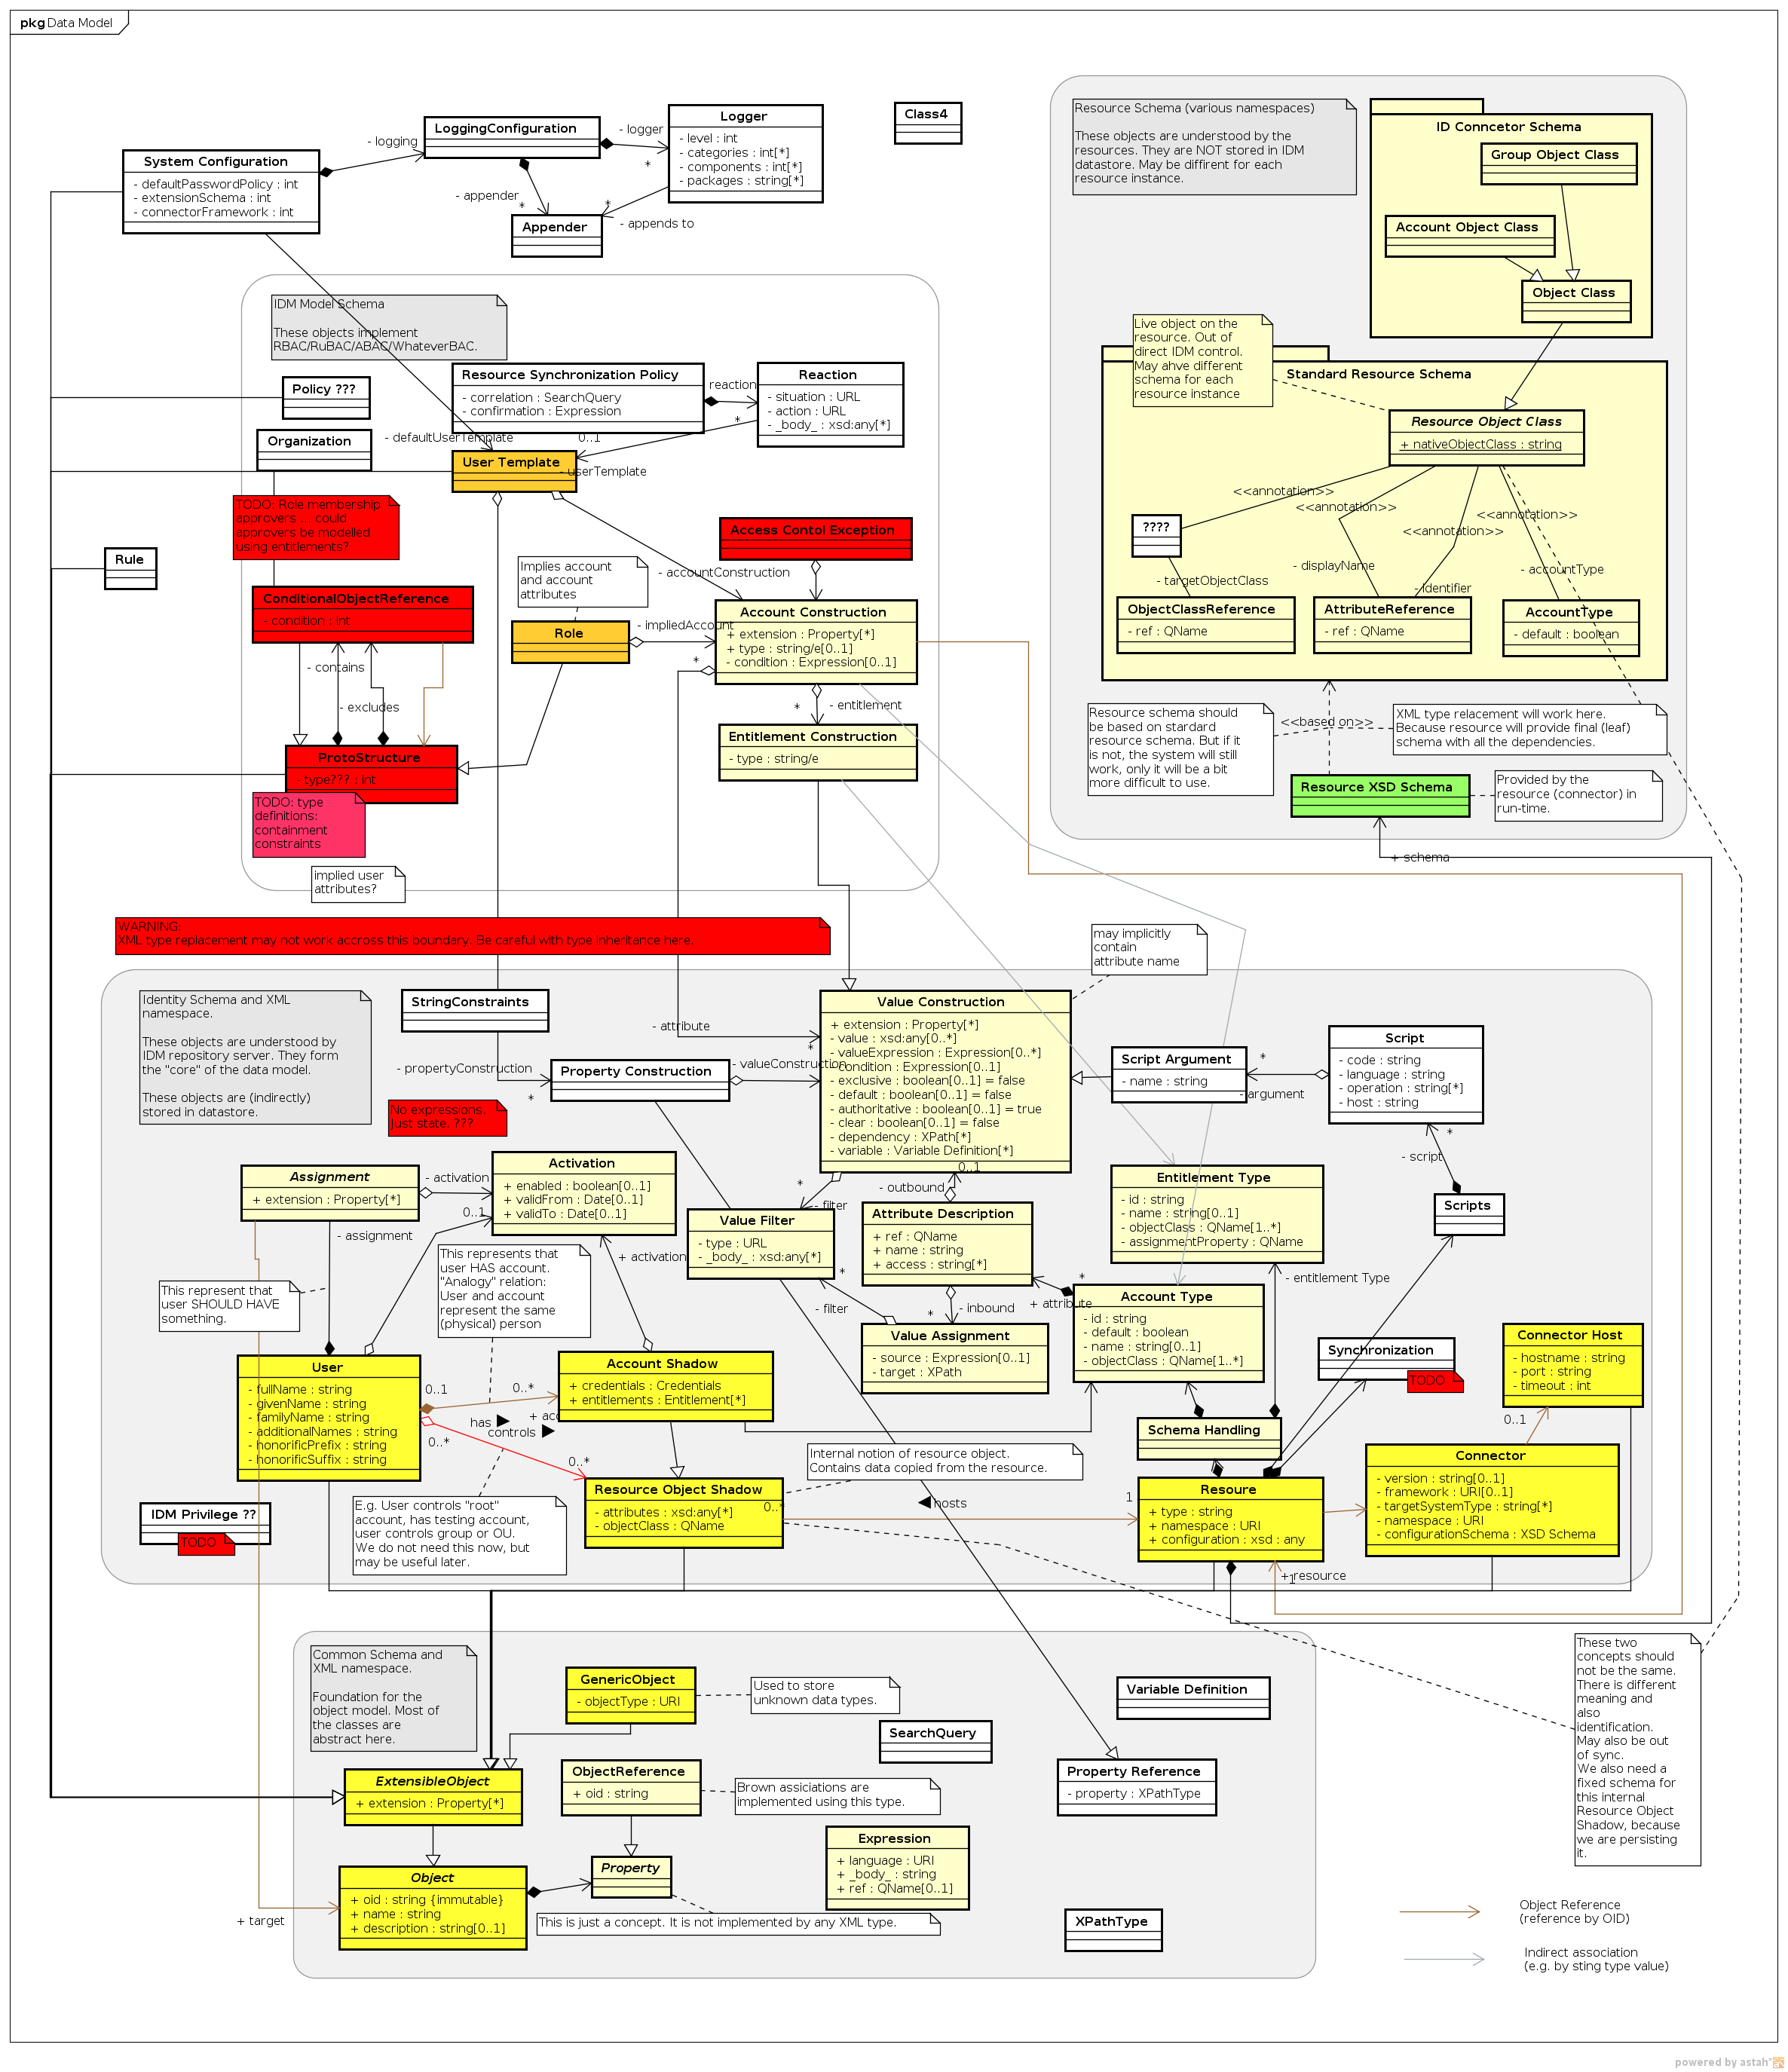 pkg Data Model
Class4
LoggingConfiguration
- logging
- logger
*
Logger
- level : int
- categories : int[*]
- components : int[*]
- packages : string[*]
System Configuration
- defaultPasswordPolicy : int
- extensionSchema : int
- connectorFramework : int
- appender
*
Appender
*
- appends to
Resource Schema (various namespaces)
These objects are understood by the
resources. They are NOT stored in IDM
datastore. May be diffirent for each
resource instance.
ID Conncetor Schema
Group Object Class
Account Object Class
Object Class
Live object on the
resource. Out of
direct IDM control.
May ahve different
schema for each
resource instance
Standard Resource Schema
Resource Object Class
+ nativeObjectClass : string
<<annotation>>
<<annotation>>
<<annotation>>
<<annotation>>
????
- targetObjectClass
- displayName
- identifier
- accountType
ObjectClassReference
- ref : QName
AttributeReference
- ref : QName
AccountType
- default : boolean
Resource schema should
be based on stardard
resource schema. But if it
is not, the system will still
work, only it will be a bit
more difficult to use.
<<based on>>
XML type relacement will work here.
Because resource will provide final (leaf)
schema with all the dependencies.
Resource XSD Schema
Provided by the
resource (connector) in
run-time.
+ schema
IDM Model Schema
These objects implement
RBAC/RuBAC/ABAC/WhateverBAC.
Policy ???
Organization
Rule
Resource Synchronization Policy
- correlation : SearchQuery
- confirmation : Expression
reaction
*
Reaction
- situation : URL
- action : URL
- _body_ : xsd:any[*]
- defaultUserTemplate
0..1
User Template
- userTemplate
TODO: Role membership
approvers ... could
approvers be modelled
using entitlements?
Access Contol Exception
Implies account
and account
attributes
- accountConstruction
ConditionalObjectReference
- condition : int
Role
- impliedAccount
*
Account Construction
+ extension : Property[*]
+ type : string/e[0..1]
- condition : Expression[0..1]
- contains
- excludes
*
- entitlement
Entitlement Construction
- type : string/e
ProtoStructure
- type??? : int
TODO: type
definitions:
containment
constraints
implied user
attributes?
WARNING:
XML type replacement may not work accross this boundary. Be careful with type inheritance here.
may implicitly
contain
attribute name
Identity Schema and XML
namespace.
These objects are understood by
IDM repository server. They form
the "core" of the data model.
These objects are (indirectly)
stored in datastore.
StringConstraints
- attribute
*
- propertyConstruction
*
Property Construction
- valueConstruction
No expressions.
Just state. ???
Value Construction
+ extension : Property[*]
- value : xsd:any[0..*]
- valueExpression : Expression[0..*]
- condition : Expression[0..1]
- exclusive : boolean[0..1] = false
- default : boolean[0..1] = false
- authoritative : boolean[0..1] = true
- clear : boolean[0..1] = false
- dependency : XPath[*]
- variable : Variable Definition[*]
Script Argument
- name : string
*
- argument
Script
- code : string
- language : string
- operation : string[*]
- host : string
*
- script
Scripts
Assignment
+ extension : Property[*]
- activation
0..1
Activation
+ enabled : boolean[0..1]
+ validFrom : Date[0..1]
+ validTo : Date[0..1]
- assignment
+ activation
*
- filter
Value Filter
- type : URL
- _body_ : xsd:any[*]
*
- filter
0..1
- outbound
Attribute Description
+ ref : QName
+ name : string
+ access : string[*]
*
- inbound
*
+ attribute
Value Assignment
- source : Expression[0..1]
- target : XPath
Entitlement Type
- id : string
- name : string[0..1]
- objectClass : QName[1..*]
- assignmentProperty : QName
- entitlement Type
Account Type
- id : string
- default : boolean
- name : string[0..1]
- objectClass : QName[1..*]
This represent that
user SHOULD HAVE
something.
This represents that
user HAS account.
"Analogy" relation:
User and account
represent the same
(physical) person
User
- fullName : string
- givenName : string
- familyName : string
- additionalNames : string
- honorificPrefix : string
- honorificSuffix : string
0..1
0..*
has
+ acc
controls
0..*
0..*
Account Shadow
+ credentials : Credentials
+ entitlements : Entitlement[*]
Synchronization
TODO
Connector Host
- hostname : string
- port : string
- timeout : int
0..1
Schema Handling
Internal notion of resource object.
Contains data copied from the resource.
Resource Object Shadow
- attributes : xsd:any[*]
- objectClass : QName
0..*
hosts
1
Resoure
+ type : string
+ namespace : URI
+ configuration : xsd : any
Connector
- version : string[0..1]
- framework : URI[0..1]
- targetSystemType : string[*]
- namespace : URI
- configurationSchema : XSD Schema
IDM Privilege ??
TODO
E.g. User controls "root"
account, has testing account,
user controls group or OU.
We do not need this now, but
may be useful later.
+ resource
1
Common Schema and
XML namespace.
Foundation for the
object model. Most of
the classes are
abstract here.
GenericObject
- objectType : URI
Used to store
unknown data types.
Variable Definition
SearchQuery
These two
concepts should
not be the same.
There is different
meaning and
also
identification.
May also be out
of sync.
We also need a
fixed schema for
this internal
Resource Object
Shadow, because
we are persisting
it.
ExtensibleObject
+ extension : Property[*]
ObjectReference
+ oid : string
Brown assiciations are
implemented using this type.
Property Reference
- property : XPathType
Expression
+ language : URI
+ _body_ : string
+ ref : QName[0..1]
Object
+ oid : string {immutable}
+ name : string
+ description : string[0..1]
Property
This is just a concept. It is not implemented by any XML type.
+ target
XPathType
Object Reference
(reference by OID)
Indirect association
(e.g. by sting type value)
powered by astah*